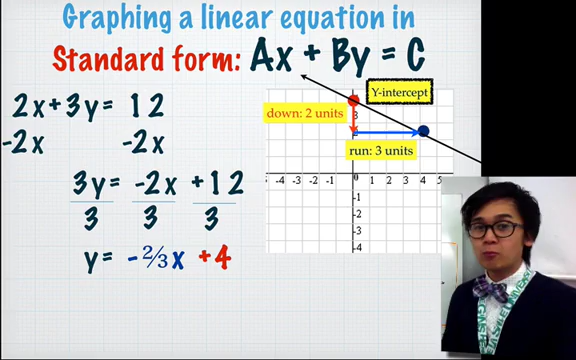 Graphing a linear equation in
Standard form: Ax + By = C
2x+3y= 12
-2x -2x
3y= -2x +12
3 3 3
y= -2/3x +4
Y-intercept
down: 2 units
run: 3 units
3
-4 -3 -2 -1 0 1 2 3 4 5
-1
-2
-3
-4